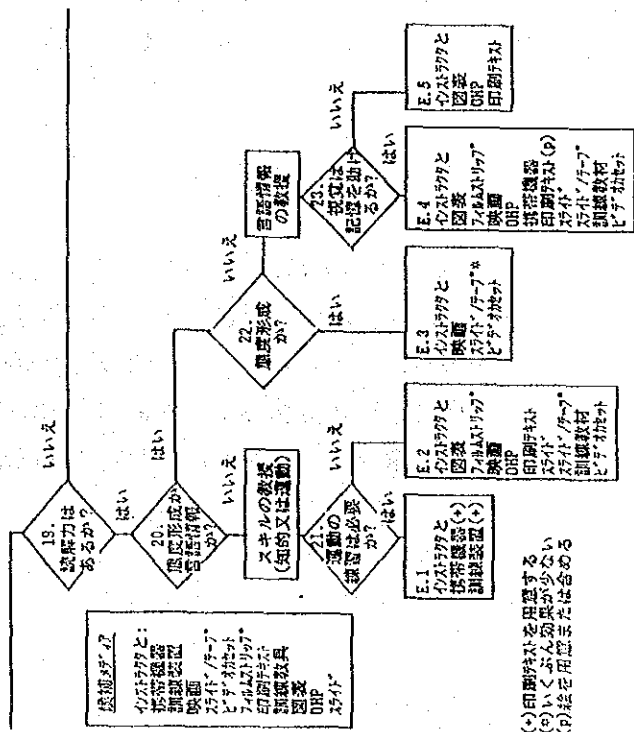 候補メディア
インストラクタと:
携帯機器
訓練装置
映画
スライド/テープ
ビデオカセット
フィルムストリップ
印刷テキスト
訓練教具
図表
OHP
スライド
19.
読解力は
あるか?
いいえ
はい
20.
態度形成か
言語情報
か?
はい
いいえ
スキルの教授
(知的又は運動)
21.
運動の
練習は必要
か?
いいえ
はい
22.
態度形成
か?
いいえ
はい
言語情報
の教授
23.
視覚は
記憶を助け
るか?
いいえ
はい
E.1
インストラクタと
携帯機器(+)
訓練装置(+)
E.2
インストラクタと
図表
フィルムストリップ
映画
OHP
印刷テキスト
スライド
スライド/テープ
訓練教材
ビデオカセット
E.3
インストラクタと
映画
スライド/テープ¤
ビデオカセット
E.4
インストラクタと
図表
フィルムストリップ
映画
OHP
携帯機器
印刷テキスト(p)
スライド
スライド/テープ
訓練教材
ビデオカセット
E.5
インストラクタと
図表
OHP
印刷テキスト
(+)印刷テキストを用意する
(¤)いくぶん効果が少ない
(p)絵を用意または含める